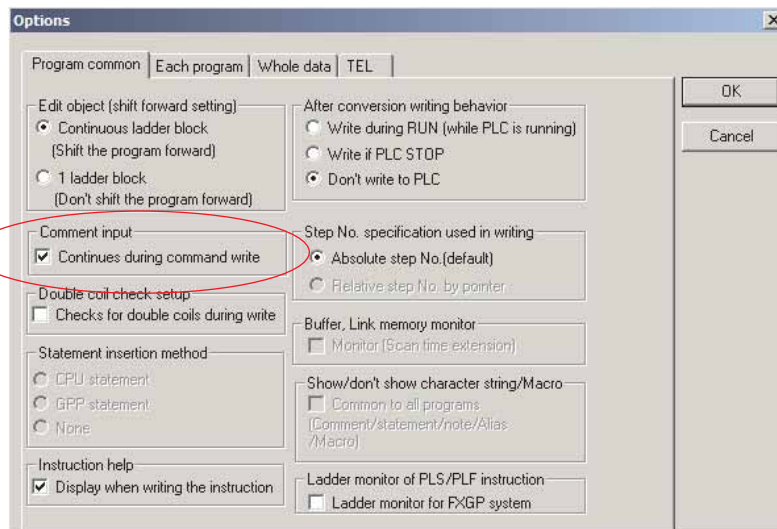 Options
Program common
Each program
Whole data
TEL
OK
Cancel
Edit object (shift forward setting)
Continuous ladder block
(Shift the program forward)
1 ladder block
(Don't shift the program forward)
After conversion writing behavior
Write during RUN (while PLC is running)
Write if PLC STOP
Don't write to PLC
Comment input
Continues during command write
Step No. specification used in writing
Absolute step No.(default)
Relative step No. by pointer
Double coil check setup
Checks for double coils during write
Buffer, Link memory monitor
Monitor (Scan time extension)
Statement insertion method
CPU statement
GPP statement
None
Show/don't show character string/Macro
Common to all programs
(Comment/statement/note/Alias
/Macro)
Instruction help
Display when writing the instruction
Ladder monitor of PLS/PLF instruction
Ladder monitor for FXGP system